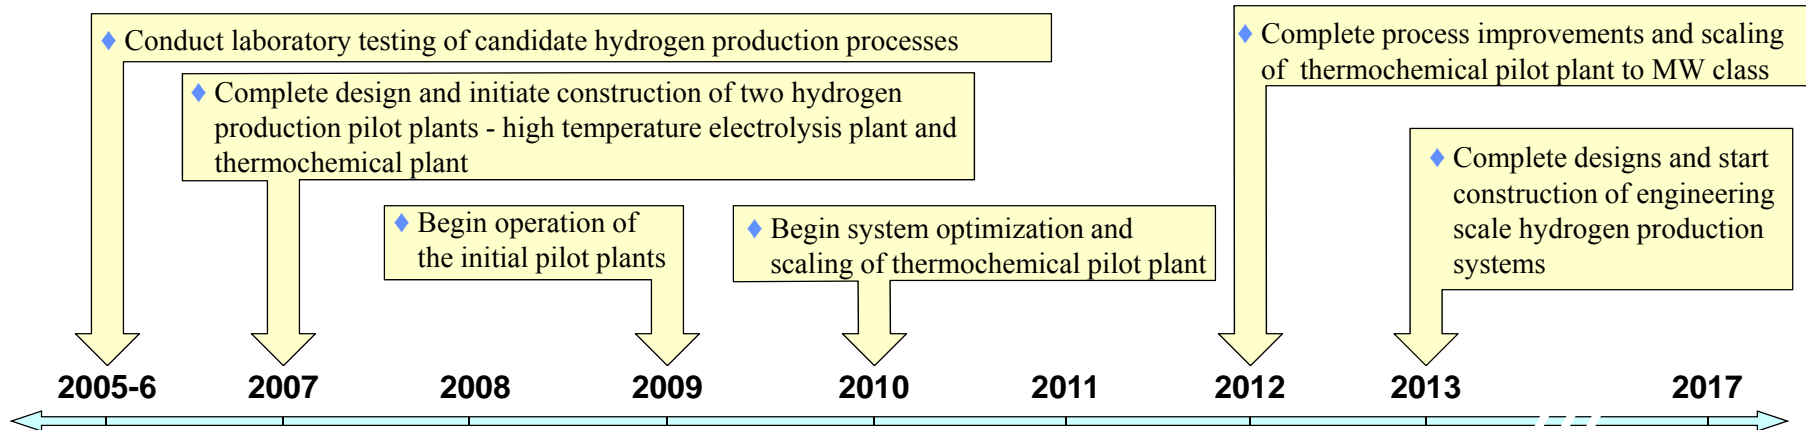 Conduct laboratory testing of candidate hydrogen production processes
Complete design and initiate construction of two hydrogen
production pilot plants - high temperature electrolysis plant and
thermochemical plant
Begin operation of
the initial pilot plants
Begin system optimization and
scaling of thermochemical pilot plant
Complete process improvements and scaling
of thermochemical pilot plant to MW class
Complete designs and start
construction of engineering
scale hydrogen production
systems
2005-6 2007 2008 2009 2010 2011 2012 2013 2017